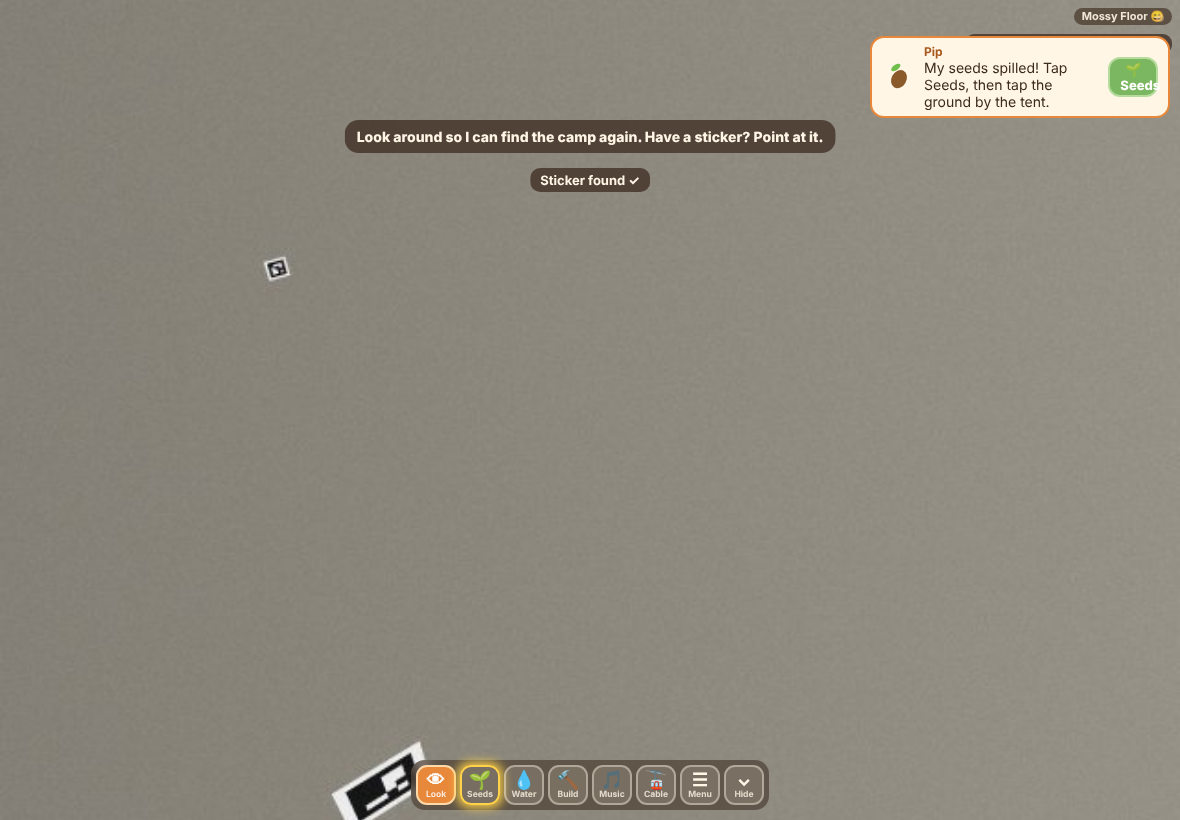 Mossy Floor
Pip
My seeds spilled! Tap
Seeds, then tap the
ground by the tent.
Seeds
Look around so I can find the camp again. Have a sticker? Point at it.
Sticker found ✓
Look
Seeds
Water
Build
Music
Cable
Menu
Hide